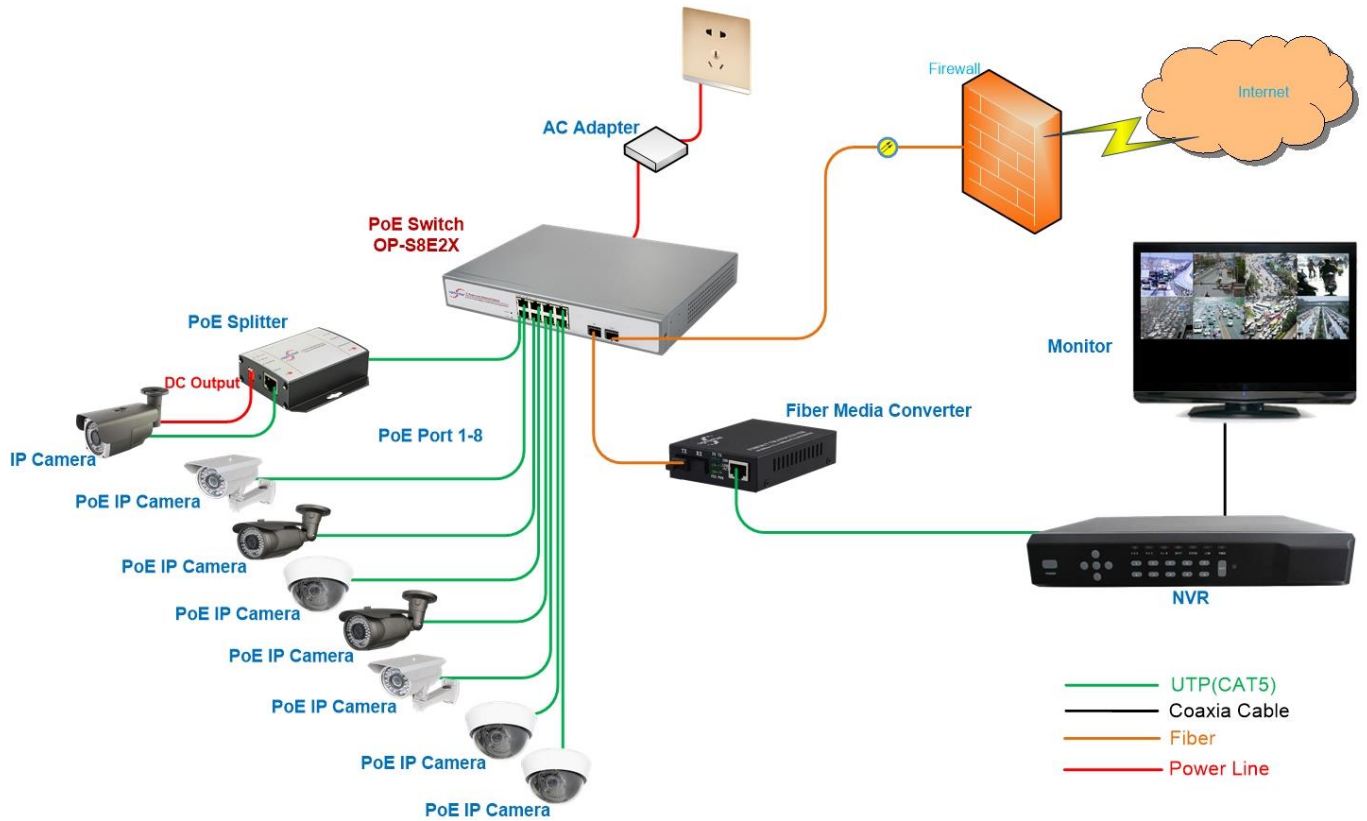 Firewall
Internet
AC Adapter
PoE Switch
OP-S8E2X
PoE Splitter
DC Output
Monitor
IP Camera
PoE Port 1-8
Fiber Media Converter
TX RX
PoE IP Camera
PoE IP Camera
PoE IP Camera
PoE IP Camera
PoE IP Camera
PoE IP Camera
PoE IP Camera
NVR
UTP(CAT5)
Coaxia Cable
Fiber
Power Line